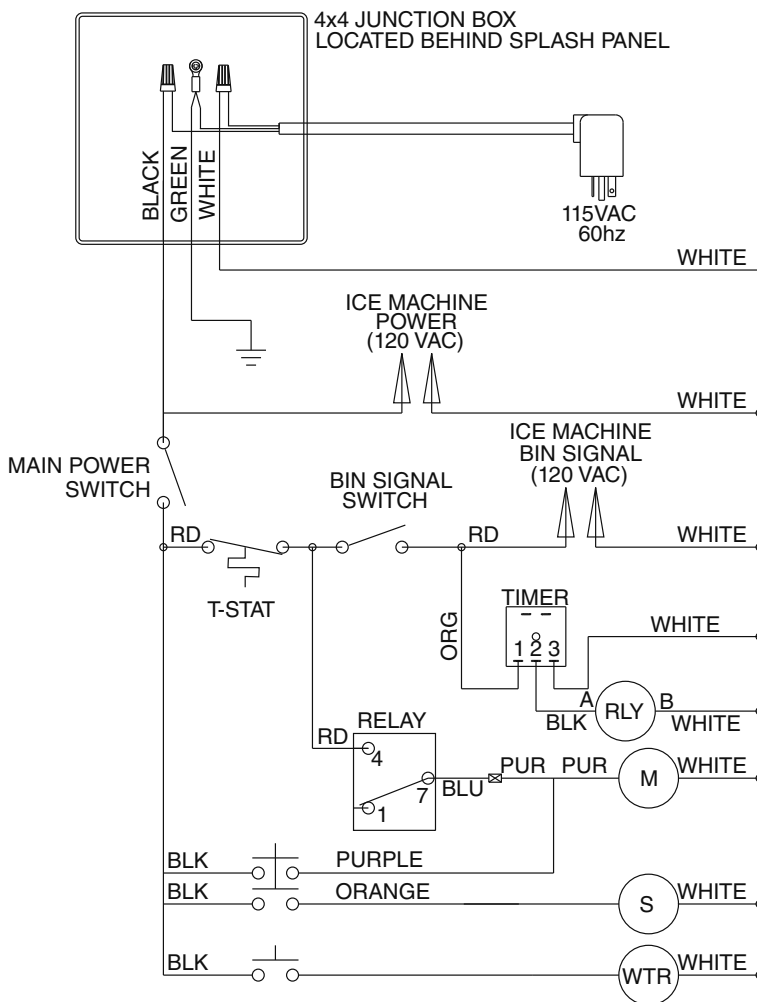 4x4 JUNCTION BOX
LOCATED BEHIND SPLASH PANEL
BLACK
GREEN
WHITE
115VAC
60hz
WHITE
ICE MACHINE
POWER
(120 VAC)
WHITE
MAIN POWER
SWITCH
BIN SIGNAL
SWITCH
ICE MACHINE
BIN SIGNAL
(120 VAC)
RD
RD
WHITE
T-STAT
ORG
TIMER
1 2 3
WHITE
A
RLY
B
BLK
WHITE
RELAY
RD
4
7
1
BLU
PUR
PUR
M
WHITE
BLK
PURPLE
BLK
ORANGE
S
WHITE
BLK
WTR
WHITE